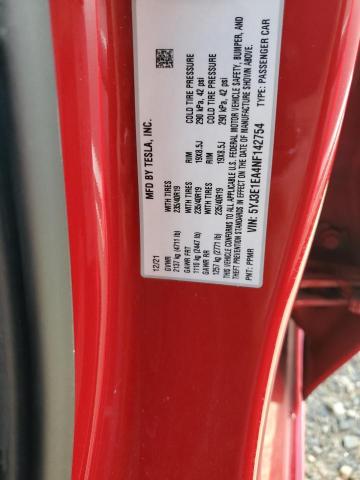 MFD BY TESLA, INC.
12/21
GVWR
2137 kg (4711 lb)
GAWR FRT
1110 kg (2447 lb)
WITH TIRES
235/40R19
RIM
19X8.5J
COLD TIRE PRESSURE
290 kPa, 42 psi
GAWR RR
1257 kg (2771 lb)
WITH TIRES
235/40R19
RIM
19X8.5J
COLD TIRE PRESSURE
290 kPa, 42 psi
THIS VEHICLE CONFORMS TO ALL APPLICABLE U.S. FEDERAL MOTOR VEHICLE SAFETY, BUMPER, AND
THEFT PREVENTION STANDARDS IN EFFECT ON THE DATE OF MANUFACTURE SHOWN ABOVE.
VIN: 5YJ3E1EA4NF142754
TYPE: PASSENGER CAR
PNT: PPMR